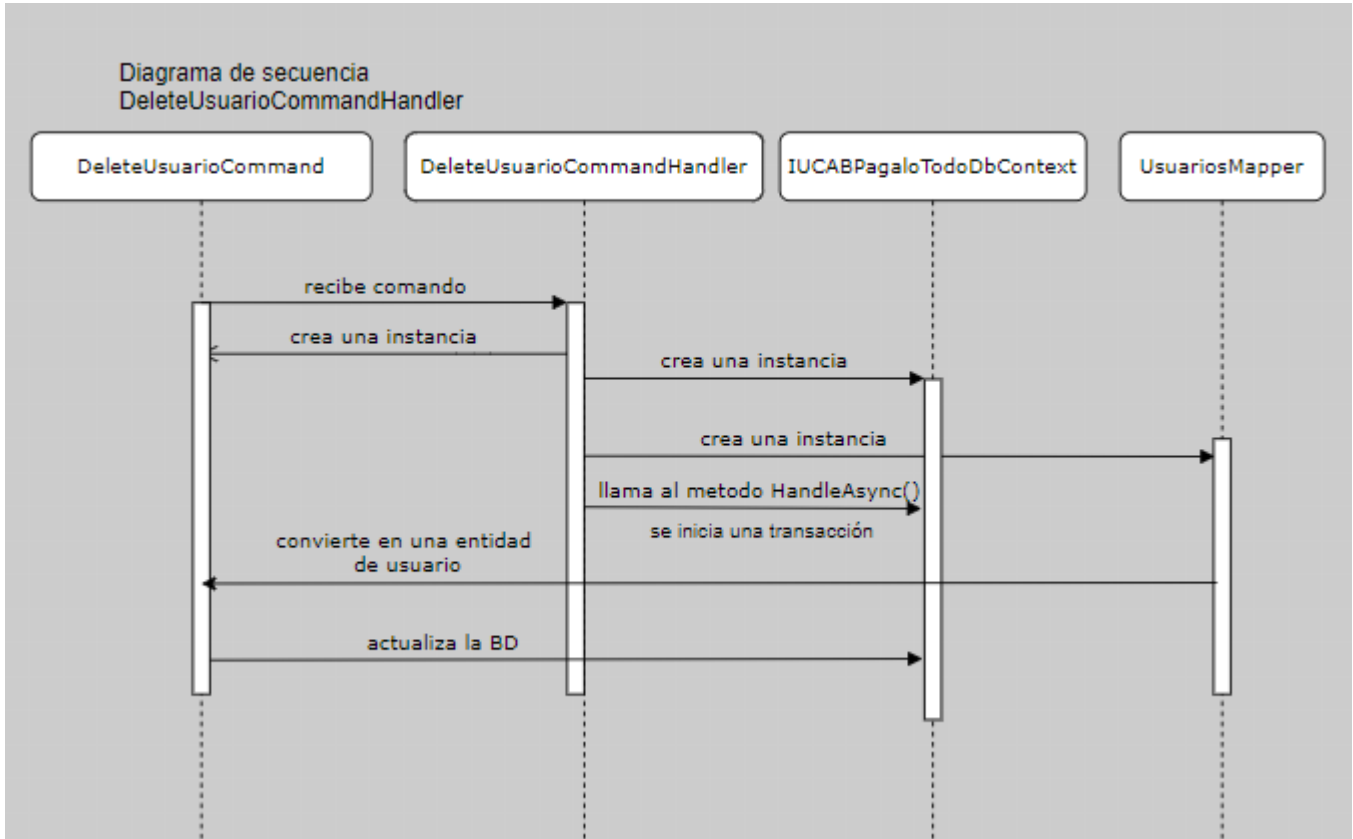 Diagrama de secuencia
DeleteUsuarioCommandHandler
DeleteUsuarioCommand
DeleteUsuarioCommandHandler
IUCABPagaloTodoDbContext
UsuariosMapper
recibe comando
crea una instancia
crea una instancia
crea una instancia
llama al metodo HandleAsync()
se inicia una transacción
convierte en una entidad
de usuario
actualiza la BD